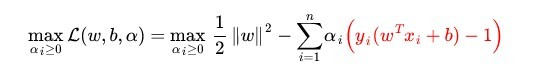 max_{α_i≥0} ℒ(w, b, α) = max_{α_i≥0} 1/2 ‖w‖² − ∑_{i=1}^{n} α_i (y_i(w^T x_i + b) − 1)